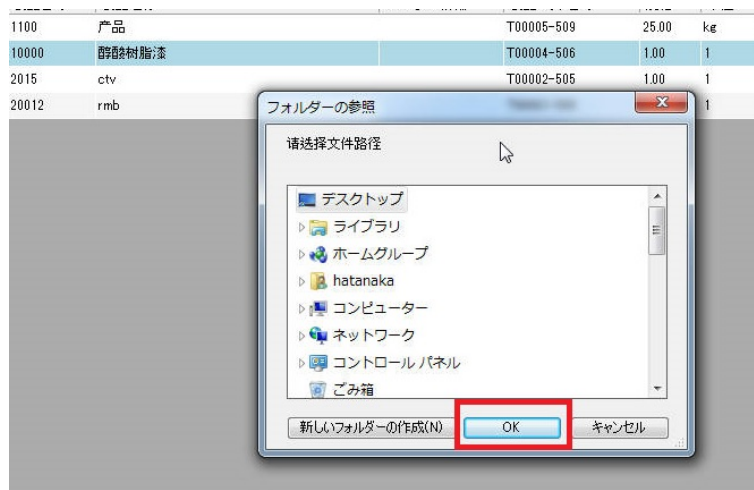 1100 产品 T00005-509 25.00 kg
10000 醇酸树脂漆 T00004-506 1.00 1
2015 ctv T00002-505 1.00 1
20012 rmb 1
フォルダーの参照
请选择文件路径
デスクトップ
ライブラリ
ホームグループ
hatanaka
コンピューター
ネットワーク
コントロール パネル
ごみ箱
新しいフォルダーの作成(N) OK キャンセル